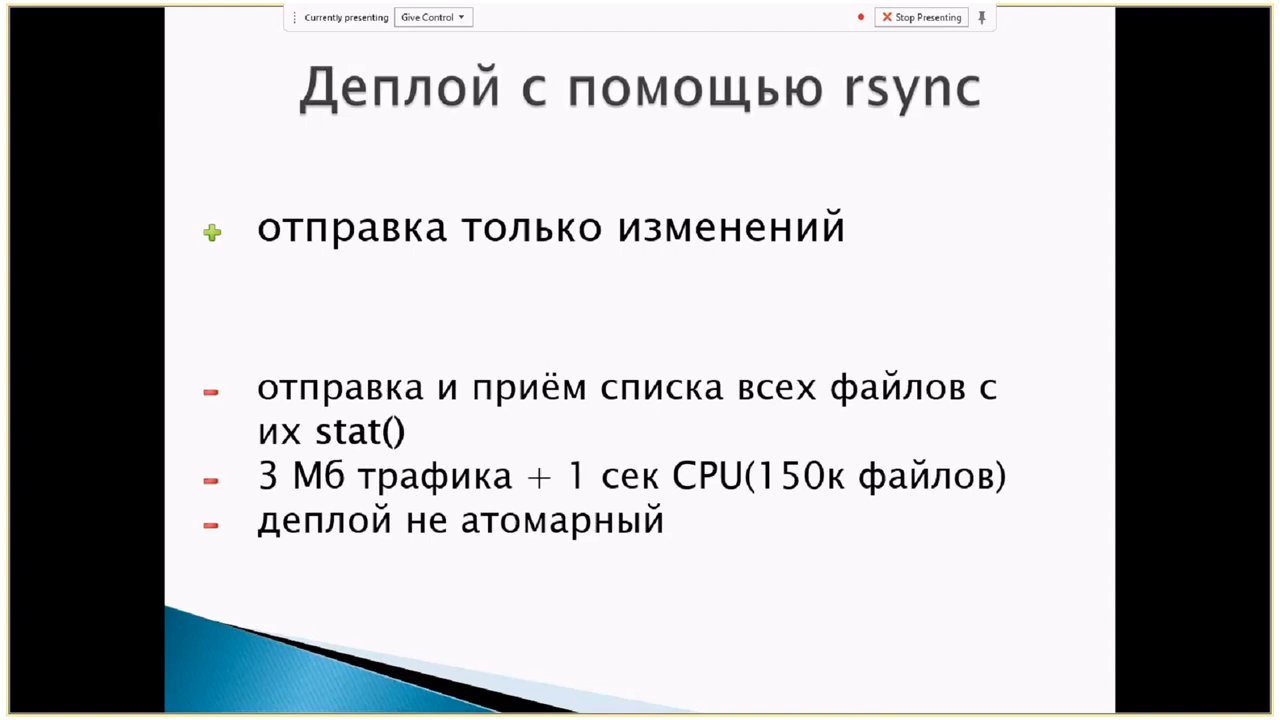 Currently presenting Give Control Stop Presenting
Деплой с помощью rsync
отправка только изменений
отправка и приём списка всех файлов с
их stat()
3 Мб трафика + 1 сек CPU(150к файлов)
деплой не атомарный